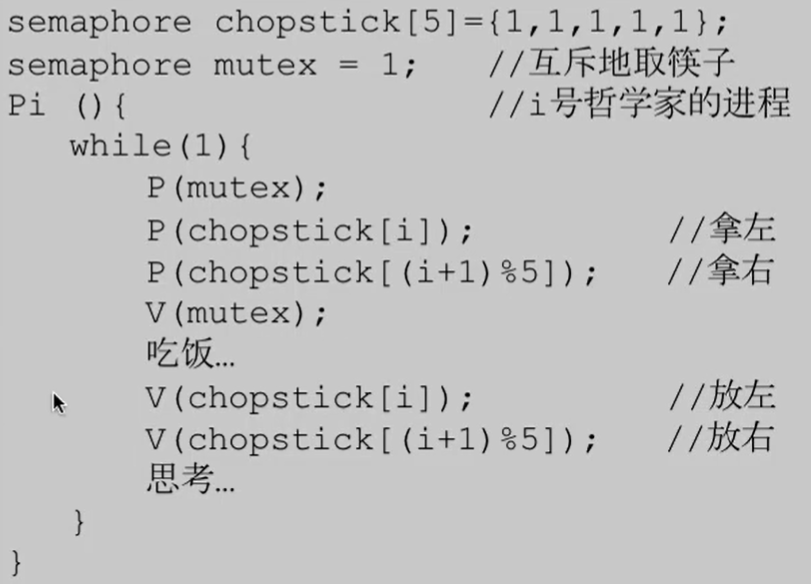 semaphore chopstick[5]={1,1,1,1,1};
semaphore mutex = 1; //互斥地取筷子
Pi (){ //i号哲学家的进程
while(1){
P(mutex);
P(chopstick[i]); //拿左
P(chopstick[(i+1)%5]); //拿右
V(mutex);
吃饭…
V(chopstick[i]); //放左
V(chopstick[(i+1)%5]); //放右
思考…
}
}